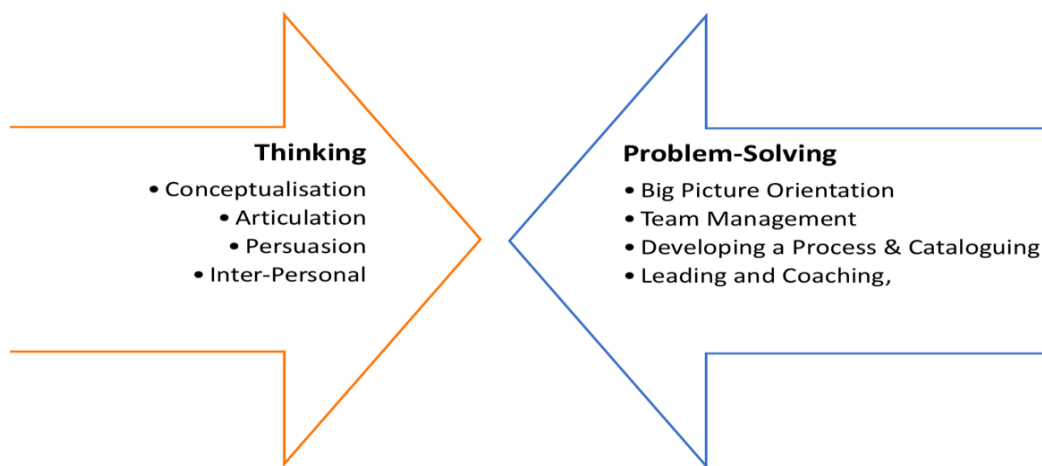 Thinking
• Conceptualisation
• Articulation
• Persuasion
• Inter-Personal
Problem-Solving
• Big Picture Orientation
• Team Management
• Developing a Process & Cataloguing
• Leading and Coaching,